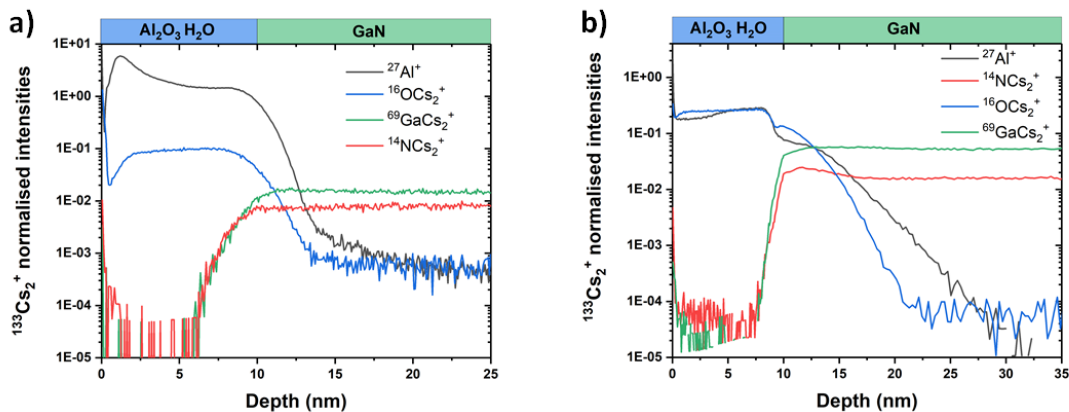 a)
Al₂O₃ H₂O
GaN
1E+01
1E+00
1E-01
1E-02
1E-03
1E-04
1E-05
¹³³Cs₂⁺ normalised intensities
²⁷Al⁺
¹⁶OCs₂⁺
⁶⁹GaCs₂⁺
¹⁴NCs₂⁺
0
5
10
15
20
25
Depth (nm)
b)
Al₂O₃ H₂O
GaN
1E+00
1E-01
1E-02
1E-03
1E-04
1E-05
¹³³Cs₂⁺ normalised intensities
²⁷Al⁺
¹⁴NCs₂⁺
¹⁶OCs₂⁺
⁶⁹GaCs₂⁺
0
5
10
15
20
25
30
35
Depth (nm)